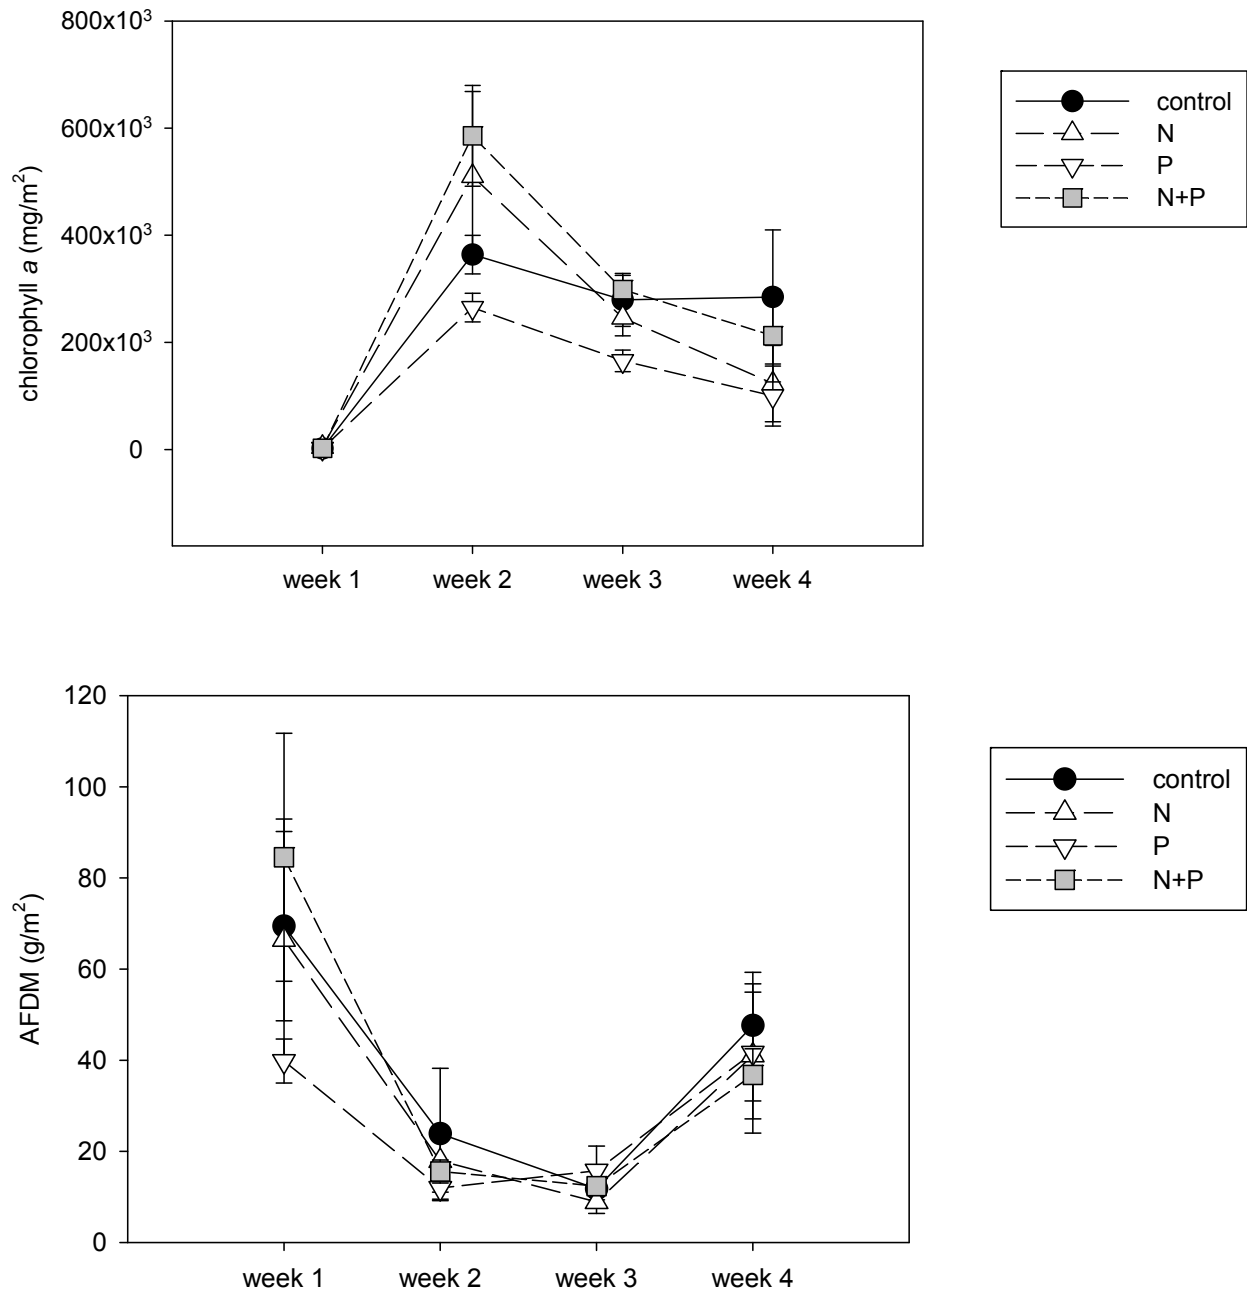 800x10³
600x10³
400x10³
200x10³
0
chlorophyll a (mg/m²)
week 1
week 2
week 3
week 4
control
N
P
N+P
120
100
80
60
40
20
0
AFDM (g/m²)
week 1
week 2
week 3
week 4
control
N
P
N+P